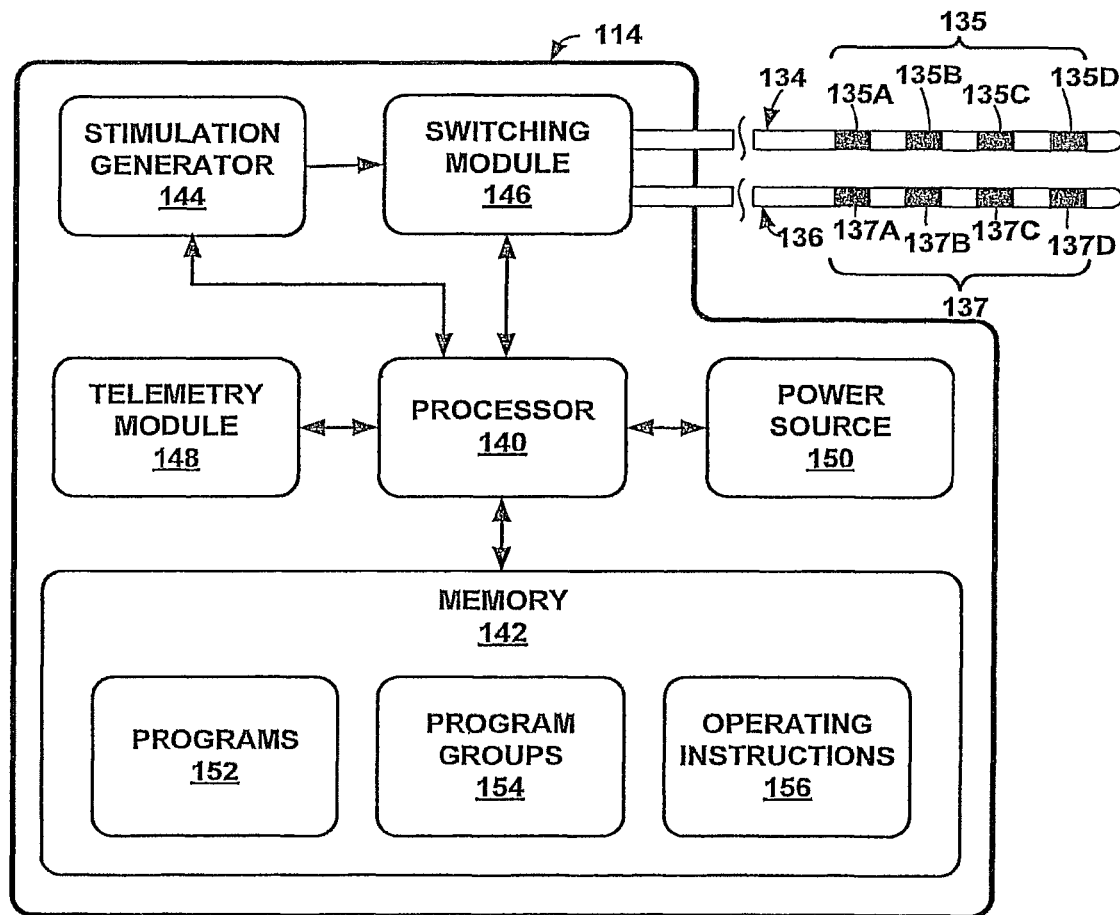 114
135
134
135A
135B
135C
135D
STIMULATION
GENERATOR
144
SWITCHING
MODULE
146
136
137A
137B
137C
137D
137
TELEMETRY
MODULE
148
PROCESSOR
140
POWER
SOURCE
150
MEMORY
142
PROGRAMS
152
PROGRAM
GROUPS
154
OPERATING
INSTRUCTIONS
156